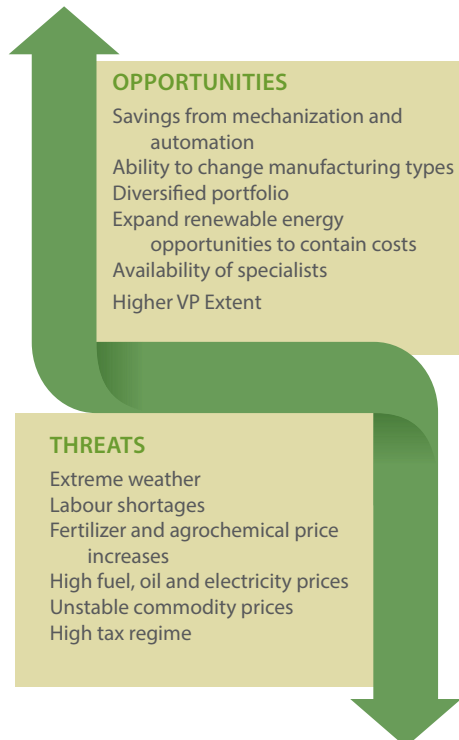 OPPORTUNITIES
Savings from mechanization and
automation
Ability to change manufacturing types
Diversified portfolio
Expand renewable energy
opportunities to contain costs
Availability of specialists
Higher VP Extent
THREATS
Extreme weather
Labour shortages
Fertilizer and agrochemical price
increases
High fuel, oil and electricity prices
Unstable commodity prices
High tax regime